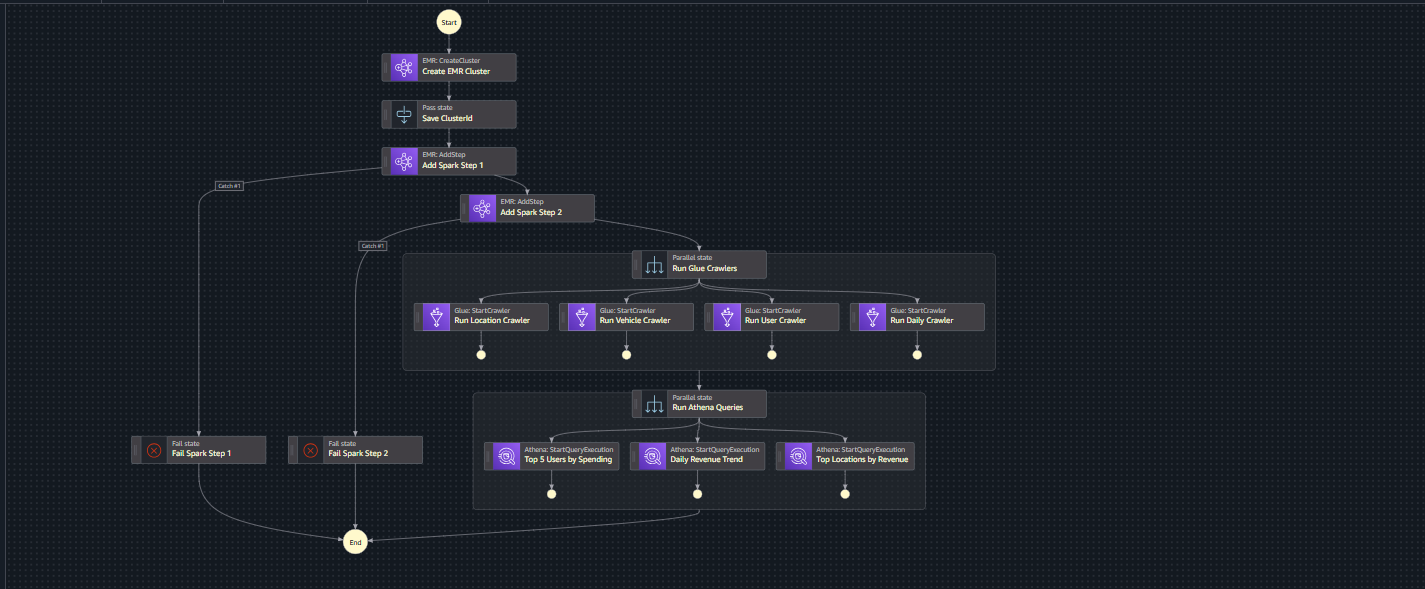 Start
EMR: CreateCluster
Create EMR Cluster
Pass state
Save ClusterId
EMR: AddStep
Add Spark Step 1
Catch #1
EMR: AddStep
Add Spark Step 2
Catch #1
Parallel state
Run Glue Crawlers
Glue: StartCrawler
Run Location Crawler
Glue: StartCrawler
Run Vehicle Crawler
Glue: StartCrawler
Run User Crawler
Glue: StartCrawler
Run Daily Crawler
Parallel state
Run Athena Queries
Fail state
Fail Spark Step 1
Fail state
Fail Spark Step 2
Athena: StartQueryExecution
Top 5 Users by Spending
Athena: StartQueryExecution
Daily Revenue Trend
Athena: StartQueryExecution
Top Locations by Revenue
End